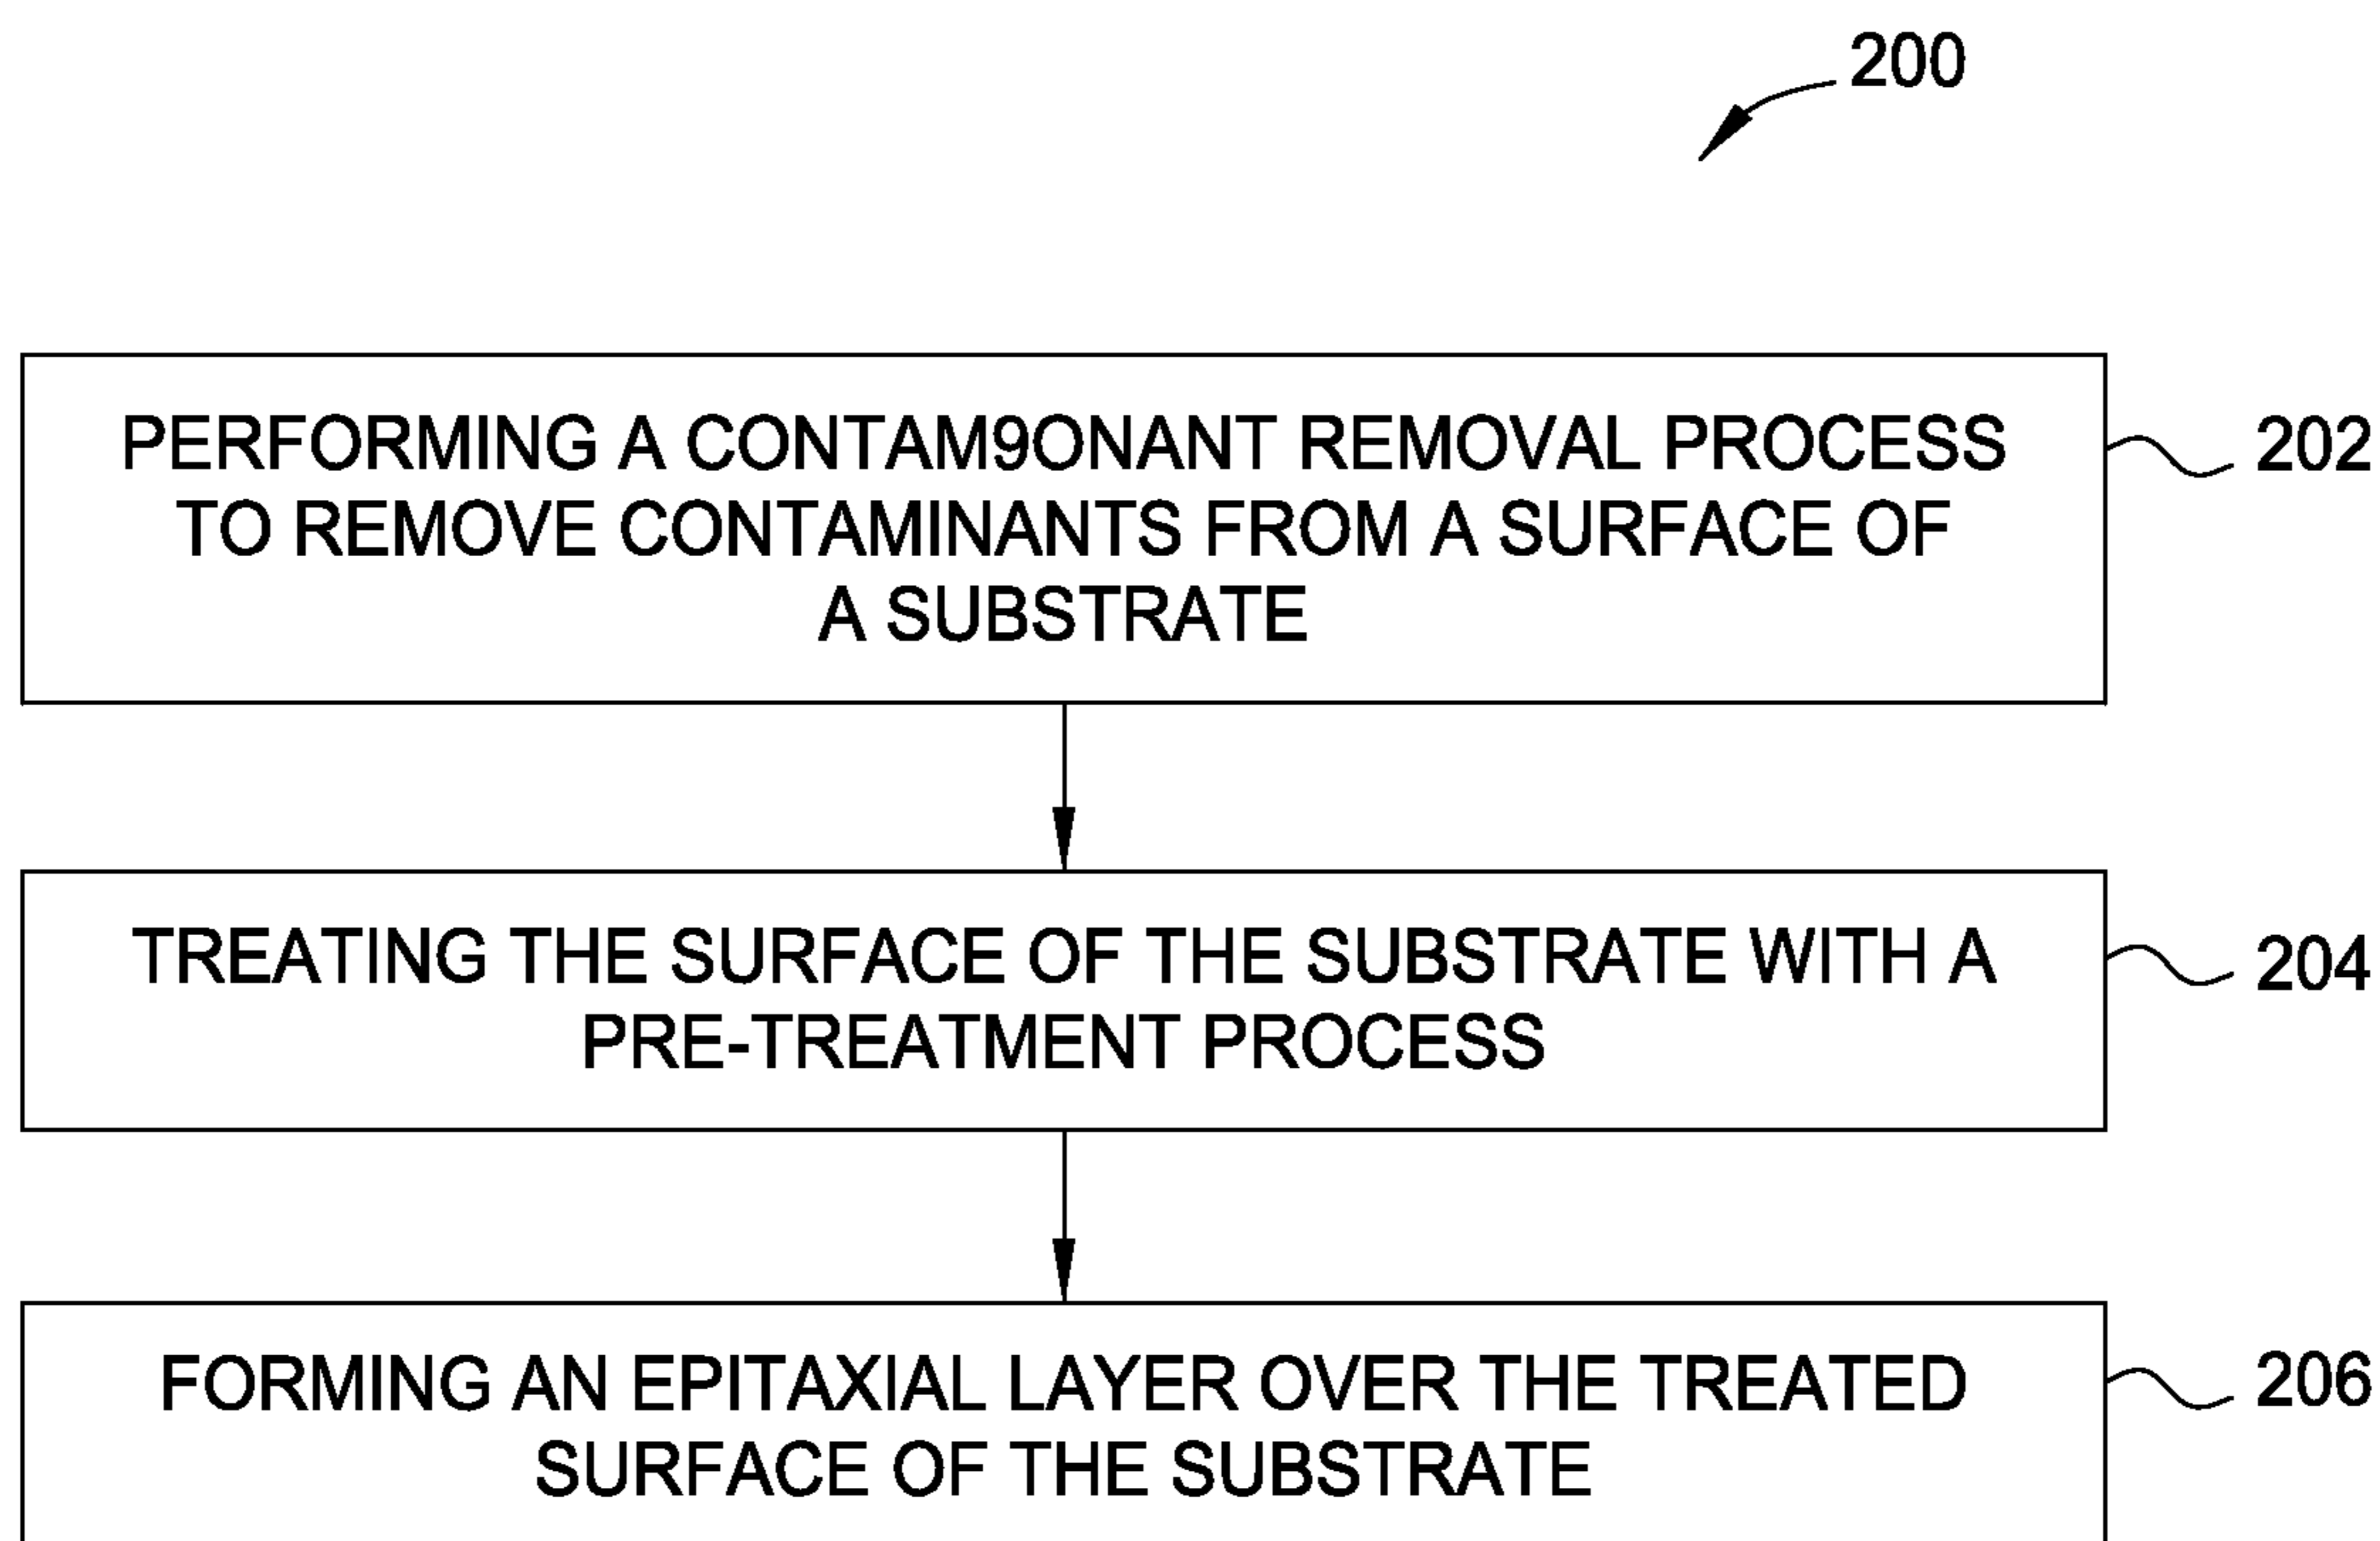 200
PERFORMING A CONTAM9ONANT REMOVAL PROCESS
TO REMOVE CONTAMINANTS FROM A SURFACE OF
A SUBSTRATE
202
TREATING THE SURFACE OF THE SUBSTRATE WITH A
PRE-TREATMENT PROCESS
204
FORMING AN EPITAXIAL LAYER OVER THE TREATED
SURFACE OF THE SUBSTRATE
206